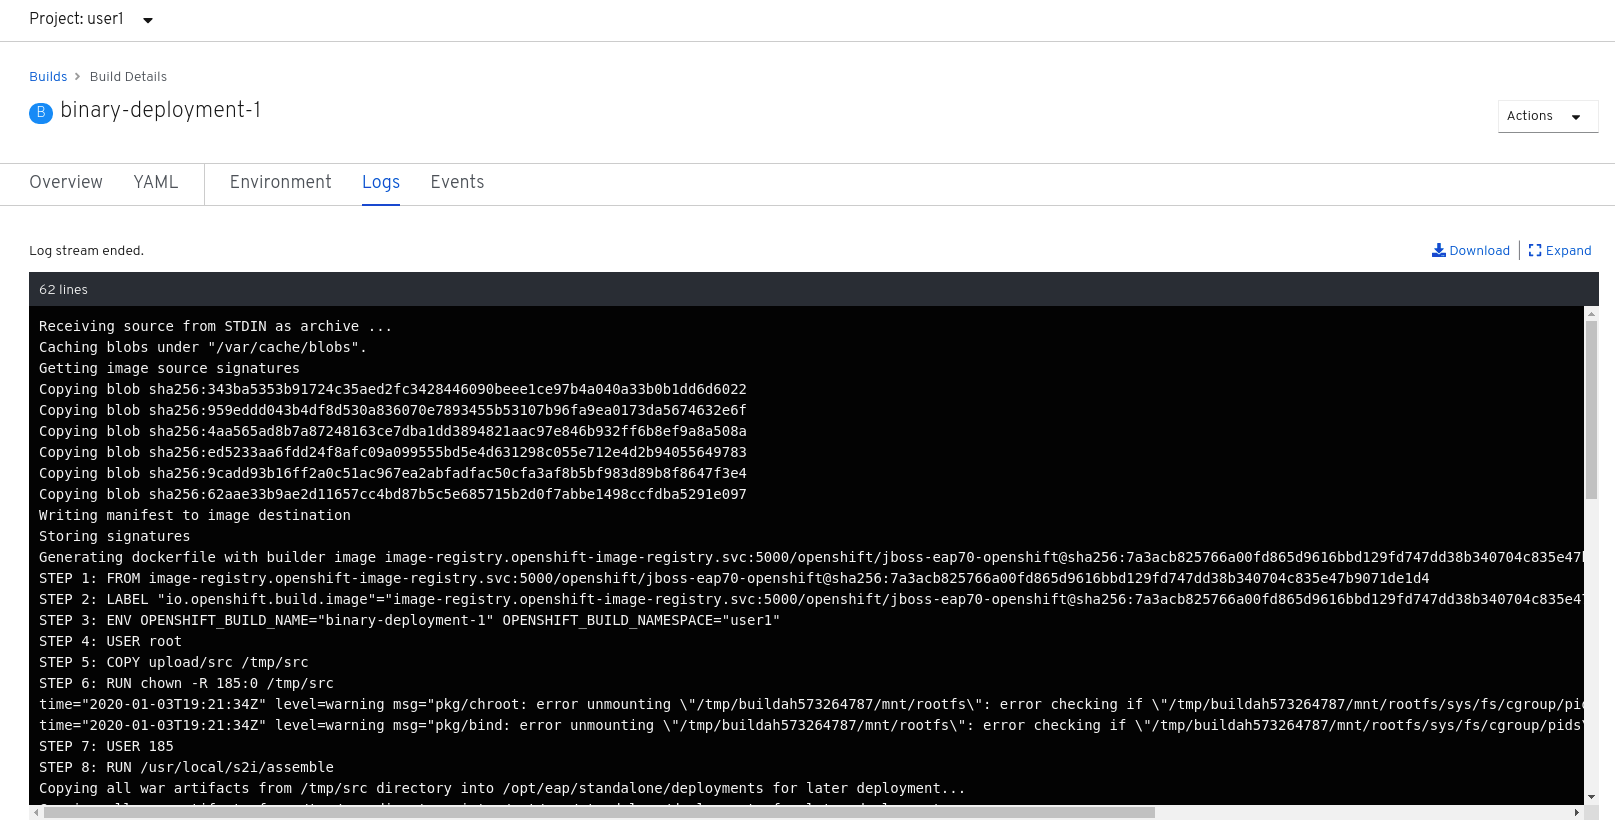 Project: user1
Builds > Build Details
B binary-deployment-1
Actions
Overview YAML Environment Logs Events
Log stream ended.
Download Expand
62 lines
Receiving source from STDIN as archive ...
Caching blobs under "/var/cache/blobs".
Getting image source signatures
Copying blob sha256:343ba5353b91724c35aed2fc3428446090beee1ce97b4a040a33b0b1dd6d6022
Copying blob sha256:959eddd043b4df8d530a836070e7893455b53107b96fa9ea0173da5674632e6f
Copying blob sha256:4aa565ad8b7a87248163ce7dba1dd3894821aac97e846b932ff6b8ef9a8a508a
Copying blob sha256:ed5233aa6fdd24f8afc09a099555bd5e4d631298c055e712e4d2b94055649783
Copying blob sha256:9cadd93b16ff2a0c51ac967ea2abfadfac50cfa3af8b5bf983d89b8f8647f3e4
Copying blob sha256:62aae33b9ae2d11657cc4bd87b5c5e685715b2d0f7abbe1498ccfdba5291e097
Writing manifest to image destination
Storing signatures
Generating dockerfile with builder image image-registry.openshift-image-registry.svc:5000/openshift/jboss-eap70-openshift@sha256:7a3acb825766a00fd865d9616bbd129fd747dd38b340704c835e47
STEP 1: FROM image-registry.openshift-image-registry.svc:5000/openshift/jboss-eap70-openshift@sha256:7a3acb825766a00fd865d9616bbd129fd747dd38b340704c835e47b9071de1d4
STEP 2: LABEL "io.openshift.build.image"="image-registry.openshift-image-registry.svc:5000/openshift/jboss-eap70-openshift@sha256:7a3acb825766a00fd865d9616bbd129fd747dd38b340704c835e4
STEP 3: ENV OPENSHIFT_BUILD_NAME="binary-deployment-1" OPENSHIFT_BUILD_NAMESPACE="user1"
STEP 4: USER root
STEP 5: COPY upload/src /tmp/src
STEP 6: RUN chown -R 185:0 /tmp/src
time="2020-01-03T19:21:34Z" level=warning msg="pkg/chroot: error unmounting \"/tmp/buildah573264787/mnt/rootfs\": error checking if \"/tmp/buildah573264787/mnt/rootfs/sys/fs/cgroup/pi
time="2020-01-03T19:21:34Z" level=warning msg="pkg/bind: error unmounting \"/tmp/buildah573264787/mnt/rootfs\": error checking if \"/tmp/buildah573264787/mnt/rootfs/sys/fs/cgroup/pids
STEP 7: USER 185
STEP 8: RUN /usr/local/s2i/assemble
Copying all war artifacts from /tmp/src directory into /opt/eap/standalone/deployments for later deployment...